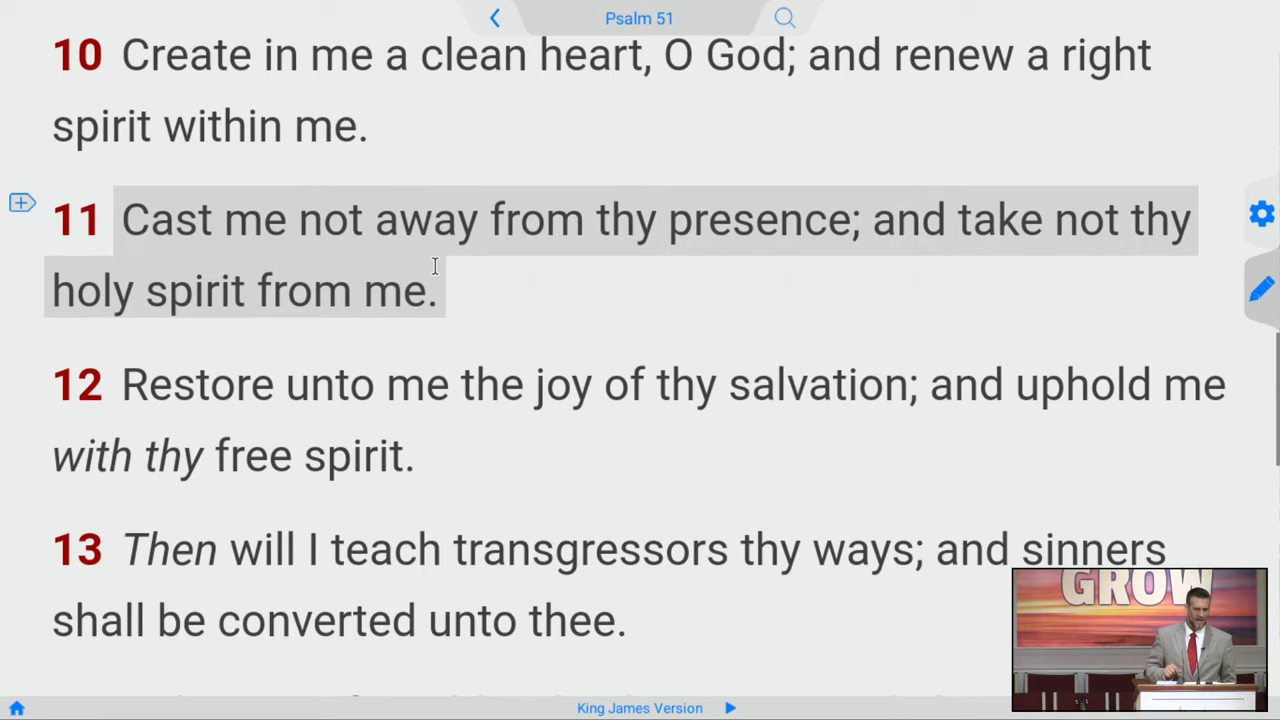 Psalm 51
10 Create in me a clean heart, O God; and renew a right
spirit within me.
11 Cast me not away from thy presence; and take not thy
holy spirit from me.
12 Restore unto me the joy of thy salvation; and uphold me
with thy free spirit.
13 Then will I teach transgressors thy ways; and sinners
shall be converted unto thee.
GROW
King James Version